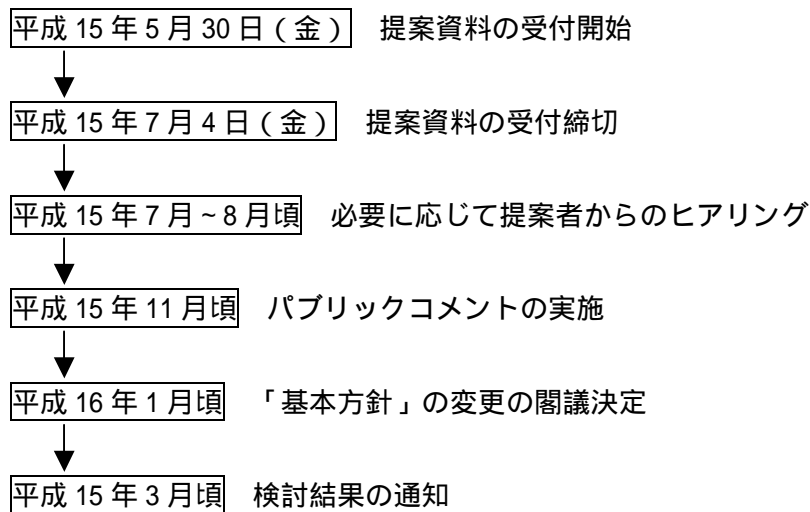 平成 15 年 5 月 30 日（金） 提案資料の受付開始
平成 15 年 7 月 4 日（金） 提案資料の受付締切
平成 15 年 7 月～8 月頃 必要に応じて提案者からのヒアリング
平成 15 年 11 月頃 パブリックコメントの実施
平成 16 年 1 月頃 「基本方針」の変更の閣議決定
平成 15 年 3 月頃 検討結果の通知